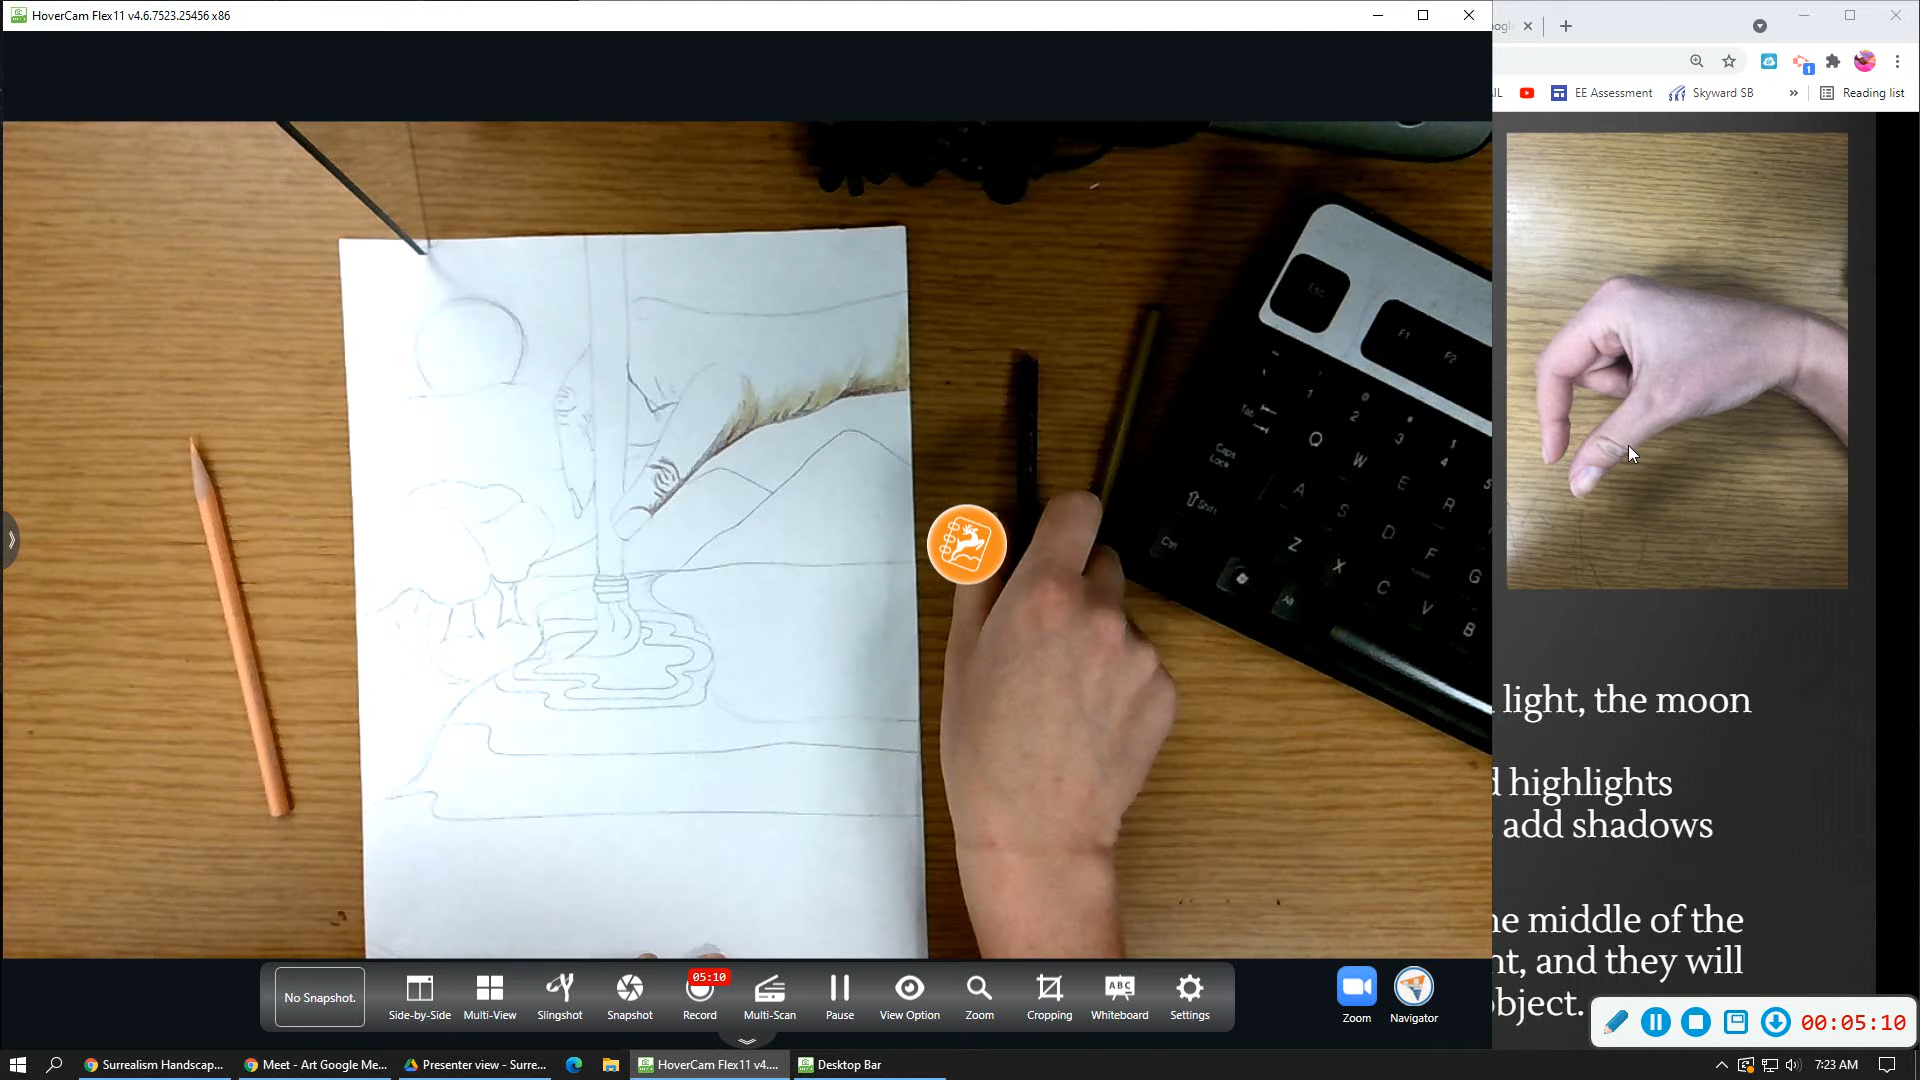 HoverCam Flex11 v4.6.7523.25456 x86
EE Assessment
Skyward SB
Reading list
1
light, the moon
highlights
add shadows
middle of the
and they will
No Snapshot.
Side-by-Side
Multi-View
Slingshot
Snapshot
05:10
Record
Multi-Scan
Pause
View Option
Zoom
Cropping
ABC
Whiteboard
Settings
Zoom
Navigator
00:05:10
Surrealism Handscap...
Meet - Art Google Me...
Presenter view - Surre...
HoverCam Flex11 v4....
Desktop Bar
7:23 AM